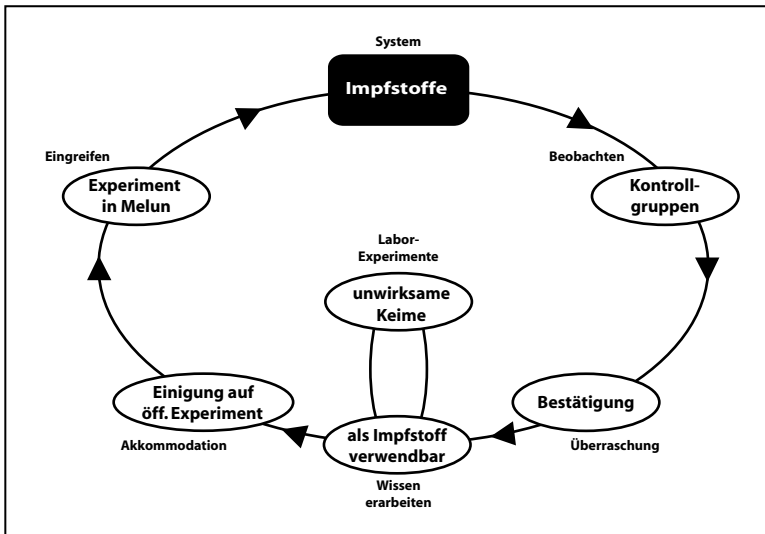 System
Impfstoffe
Eingreifen
Experiment
in Melun
Beobachten
Kontroll-
gruppen
Labor-
Experimente
unwirksame
Keime
Einigung auf
öff. Experiment
Akkommodation
als Impfstoff
verwendbar
Wissen
erarbeiten
Bestätigung
Überraschung